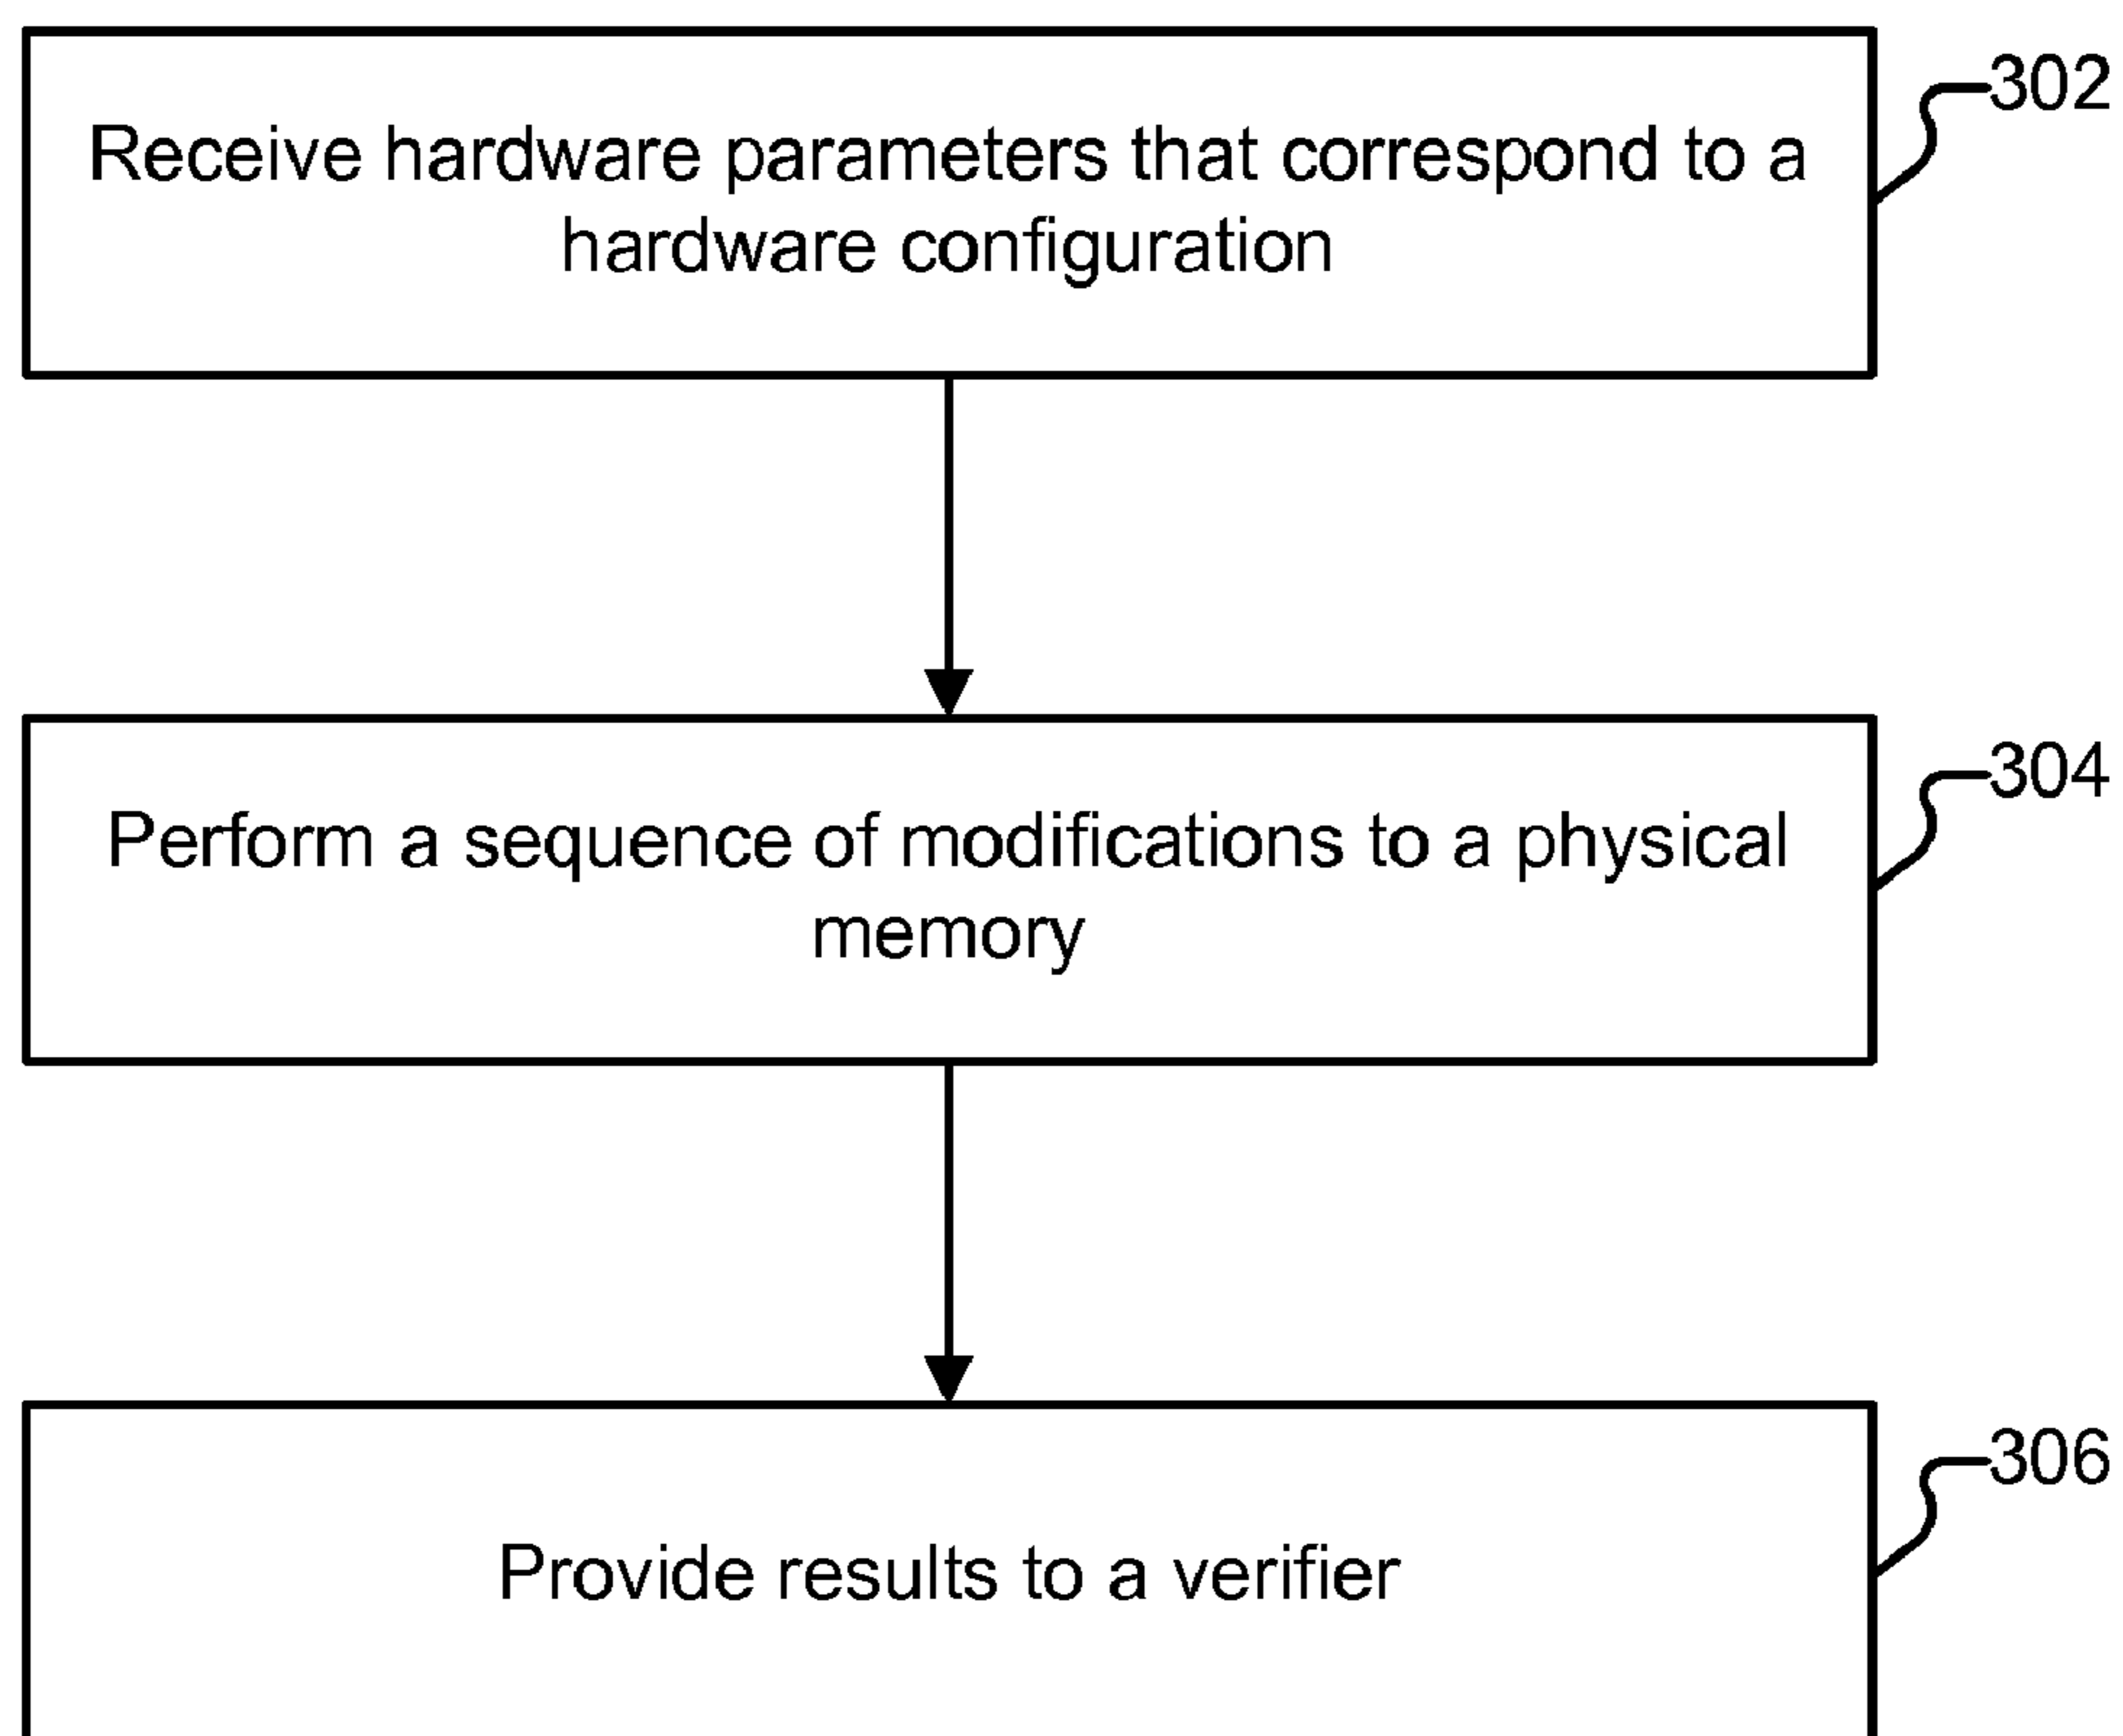 302
Receive hardware parameters that correspond to a
hardware configuration
304
Perform a sequence of modifications to a physical
memory
306
Provide results to a verifier